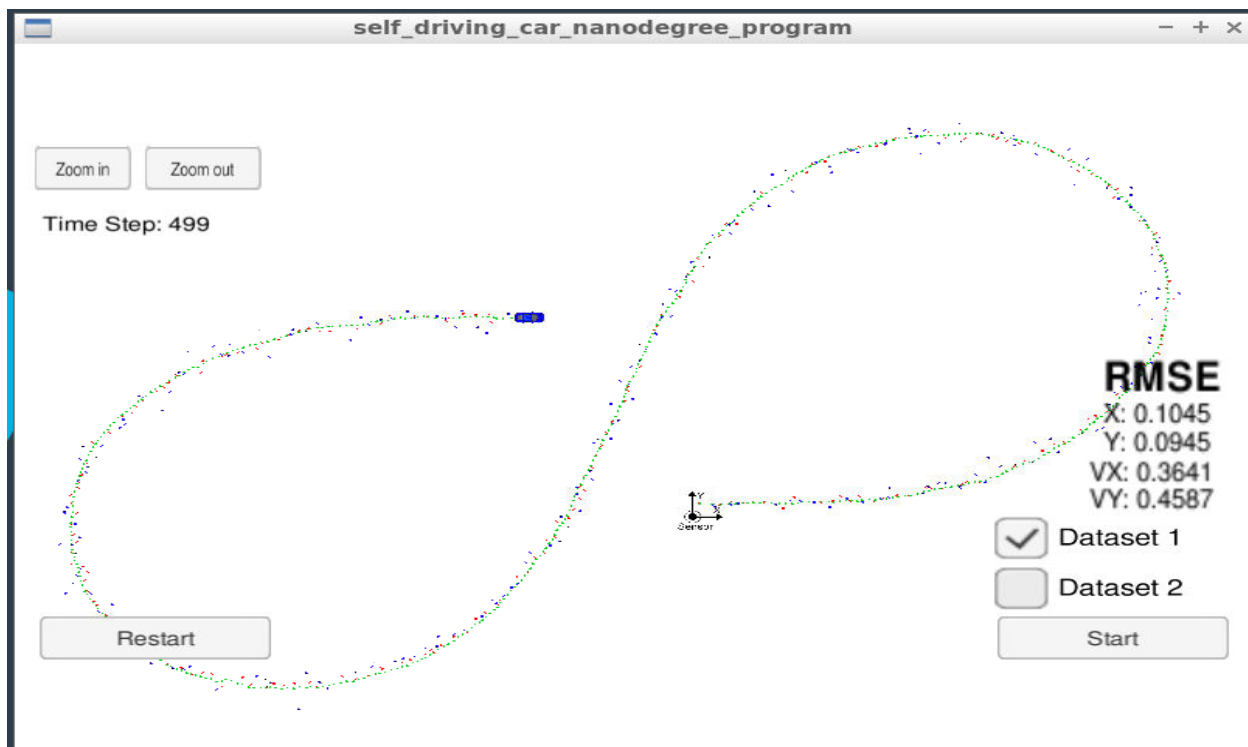 self_driving_car_nanodegree_program
Zoom in
Zoom out
Time Step: 499
RMSE
X: 0.1045
Y: 0.0945
VX: 0.3641
VY: 0.4587
Y
X
Sensor
Dataset 1
Dataset 2
Restart
Start